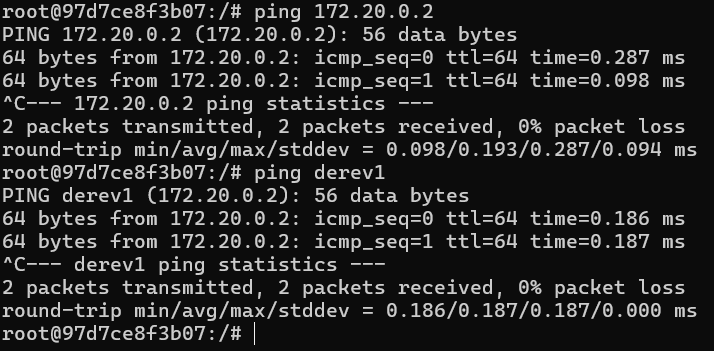 root@97d7ce8f3b07:/# ping 172.20.0.2
PING 172.20.0.2 (172.20.0.2): 56 data bytes
64 bytes from 172.20.0.2: icmp_seq=0 ttl=64 time=0.287 ms
64 bytes from 172.20.0.2: icmp_seq=1 ttl=64 time=0.098 ms
^C--- 172.20.0.2 ping statistics ---
2 packets transmitted, 2 packets received, 0% packet loss
round-trip min/avg/max/stddev = 0.098/0.193/0.287/0.094 ms
root@97d7ce8f3b07:/# ping derev1
PING derev1 (172.20.0.2): 56 data bytes
64 bytes from 172.20.0.2: icmp_seq=0 ttl=64 time=0.186 ms
64 bytes from 172.20.0.2: icmp_seq=1 ttl=64 time=0.187 ms
^C--- derev1 ping statistics ---
2 packets transmitted, 2 packets received, 0% packet loss
round-trip min/avg/max/stddev = 0.186/0.187/0.187/0.000 ms
root@97d7ce8f3b07:/#